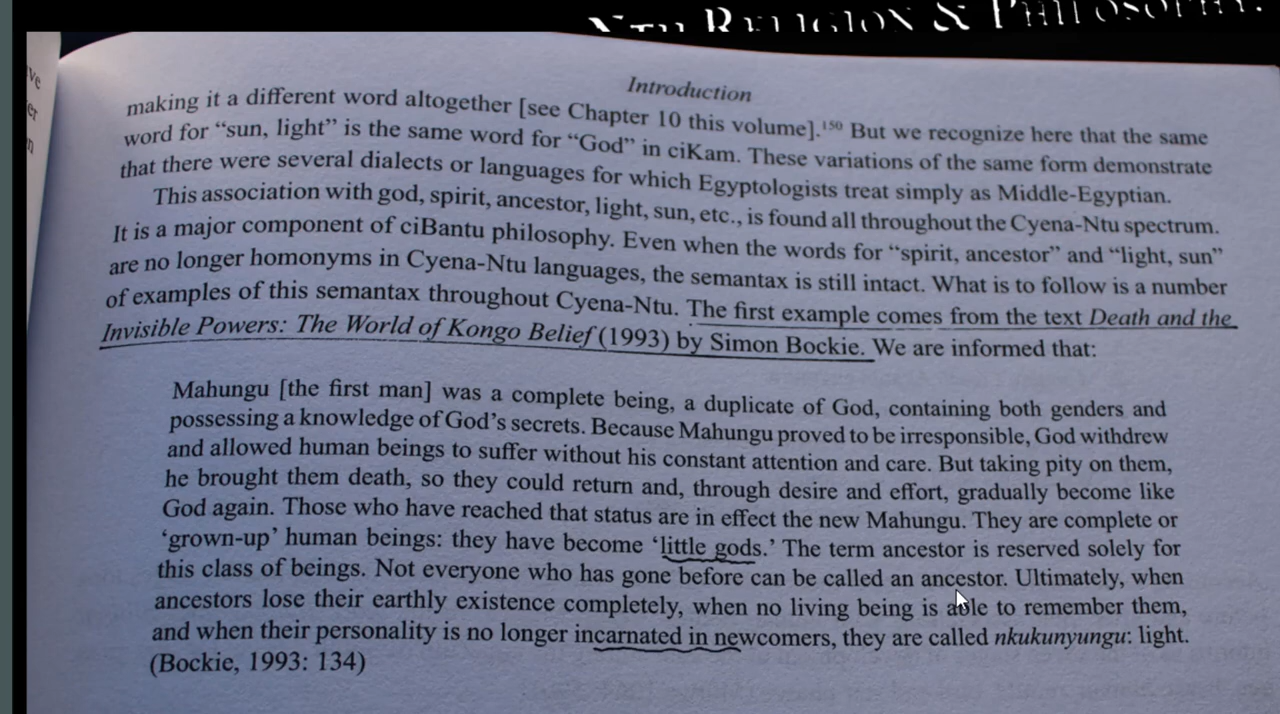 NTU RELIGION & PHILOSOPHY.
ve
er
n
Introduction
making it a different word altogether [see Chapter 10 this volume].150 But we recognize here that the same
word for “sun, light” is the same word for “God” in ciKam. These variations of the same form demonstrate
that there were several dialects or languages for which Egyptologists treat simply as Middle-Egyptian.
This association with god, spirit, ancestor, light, sun, etc., is found all throughout the Cyena-Ntu spectrum.
It is a major component of ciBantu philosophy. Even when the words for “spirit, ancestor” and “light, sun”
are no longer homonyms in Cyena-Ntu languages, the semantax is still intact. What is to follow is a number
of examples of this semantax throughout Cyena-Ntu. The first example comes from the text Death and the
Invisible Powers: The World of Kongo Belief (1993) by Simon Bockie. We are informed that:
Mahungu [the first man] was a complete being, a duplicate of God, containing both genders and
possessing a knowledge of God’s secrets. Because Mahungu proved to be irresponsible, God withdrew
and allowed human beings to suffer without his constant attention and care. But taking pity on them,
he brought them death, so they could return and, through desire and effort, gradually become like
God again. Those who have reached that status are in effect the new Mahungu. They are complete or
‘grown-up’ human beings: they have become ‘little gods.’ The term ancestor is reserved solely for
this class of beings. Not everyone who has gone before can be called an ancestor. Ultimately, when
ancestors lose their earthly existence completely, when no living being is able to remember them,
and when their personality is no longer incarnated in newcomers, they are called nkukunyungu: light.
(Bockie, 1993: 134)